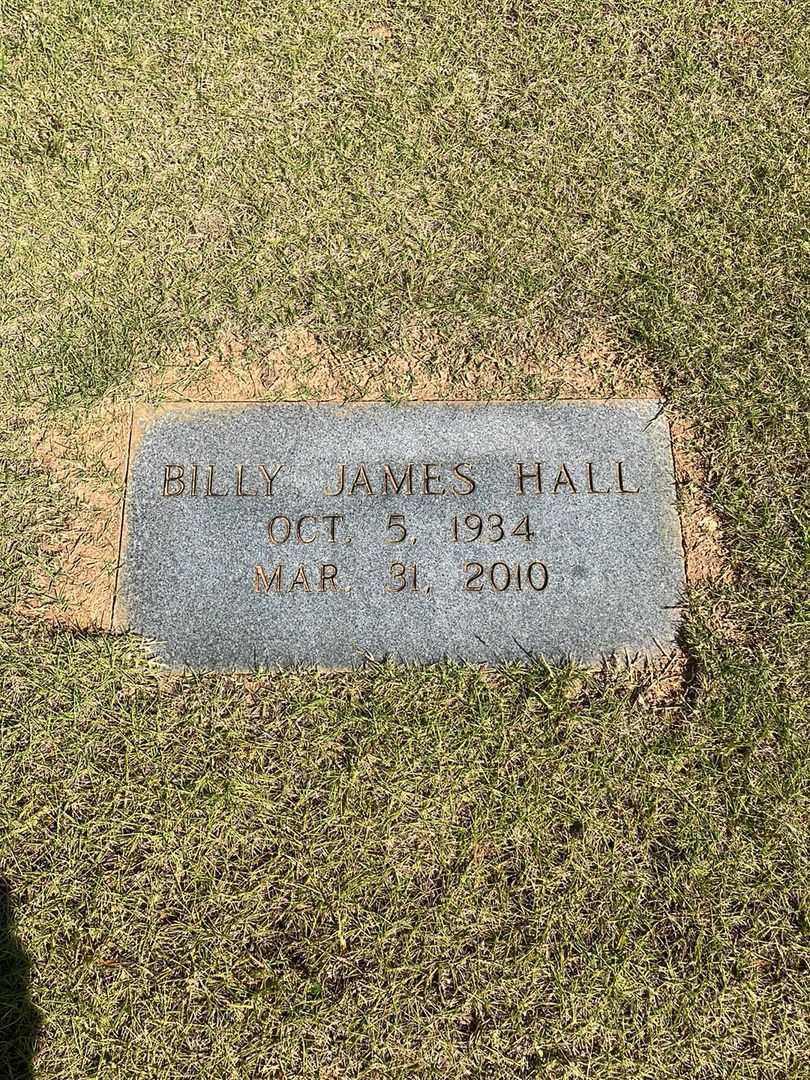 BILLY JAMES HALL
OCT. 5, 1934
MAR. 31, 2010